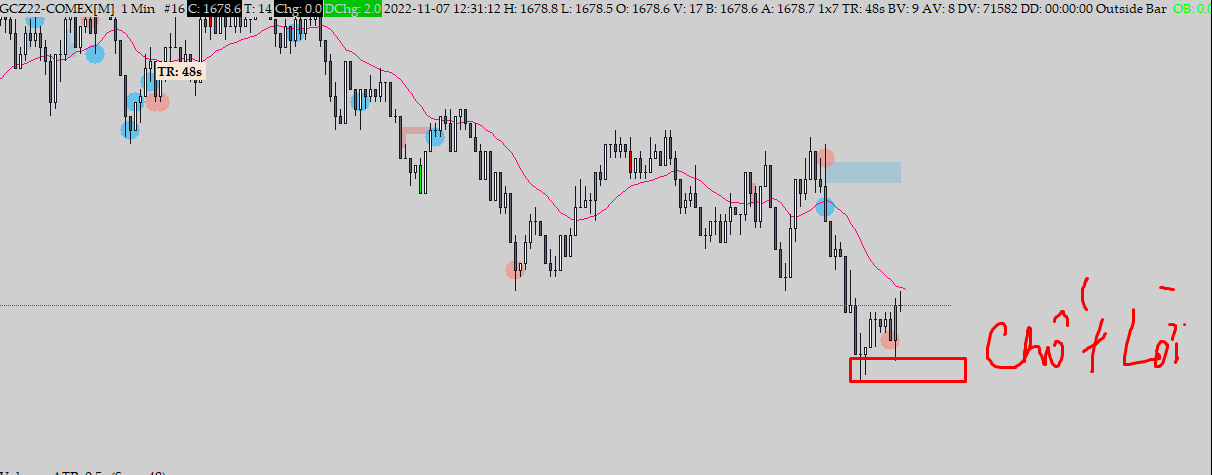 GCZ22-COMEX[M] 1 Min #16 C: 1678.6 T: 14 Chg: 0.0 DChg: 2.0 2022-11-07 12:31:12 H: 1678.8 L: 1678.5 O: 1678.6 V: 17 B: 1678.6 A: 1678.7 1x7 TR: 48s BV: 9 AV: 8 DV: 71582 DD: 00:00:00 Outside Bar OB: 0.0
TR: 48s
Chốt Lời